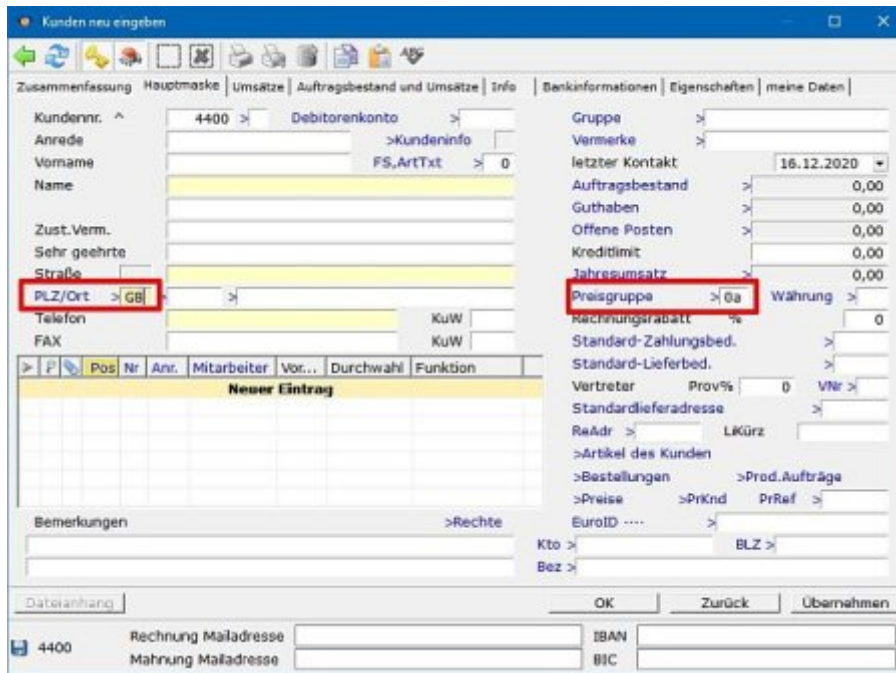 Kunden neu eingeben
Zusammenfassung Hauptmaske Umsätze Auftragsbestand und Umsätze Info Bankinformationen Eigenschaften meine Daten
Kundennr. ^ 4400 > Debitorenkonto > Gruppe >
Anrede >Kundeninfo Vermerke >
Vorname FS,ArtTxt > 0 letzter Kontakt 16.12.2020
Name Auftragsbestand > 0,00
Guthaben > 0,00
Zust.Verm. Offene Posten > 0,00
Sehr geehrte Kreditlimit 0,00
Straße Jahresumsatz > 0,00
PLZ/Ort > GB > > Preisgruppe > 0a Währung >
Telefon KuW Rechnungsrabatt % 0
FAX KuW Standard-Zahlungsbed. >
> Pos Nr Anr. Mitarbeiter Vor... Durchwahl Funktion Standard-Lieferbed. >
Neuer Eintrag Vertreter Prov% 0 VNr >
Standardlieferadresse >
ReAdr > LiKürz
>Artikel des Kunden
>Bestellungen >Prod.Aufträge
>Preise >PrKnd PrRef >
Bemerkungen >Rechte EuroID ---- >
Kto > BLZ >
Bez >
Dateianhang OK Zurück Übernehmen
4400 Rechnung Mailadresse IBAN
Mahnung Mailadresse BIC